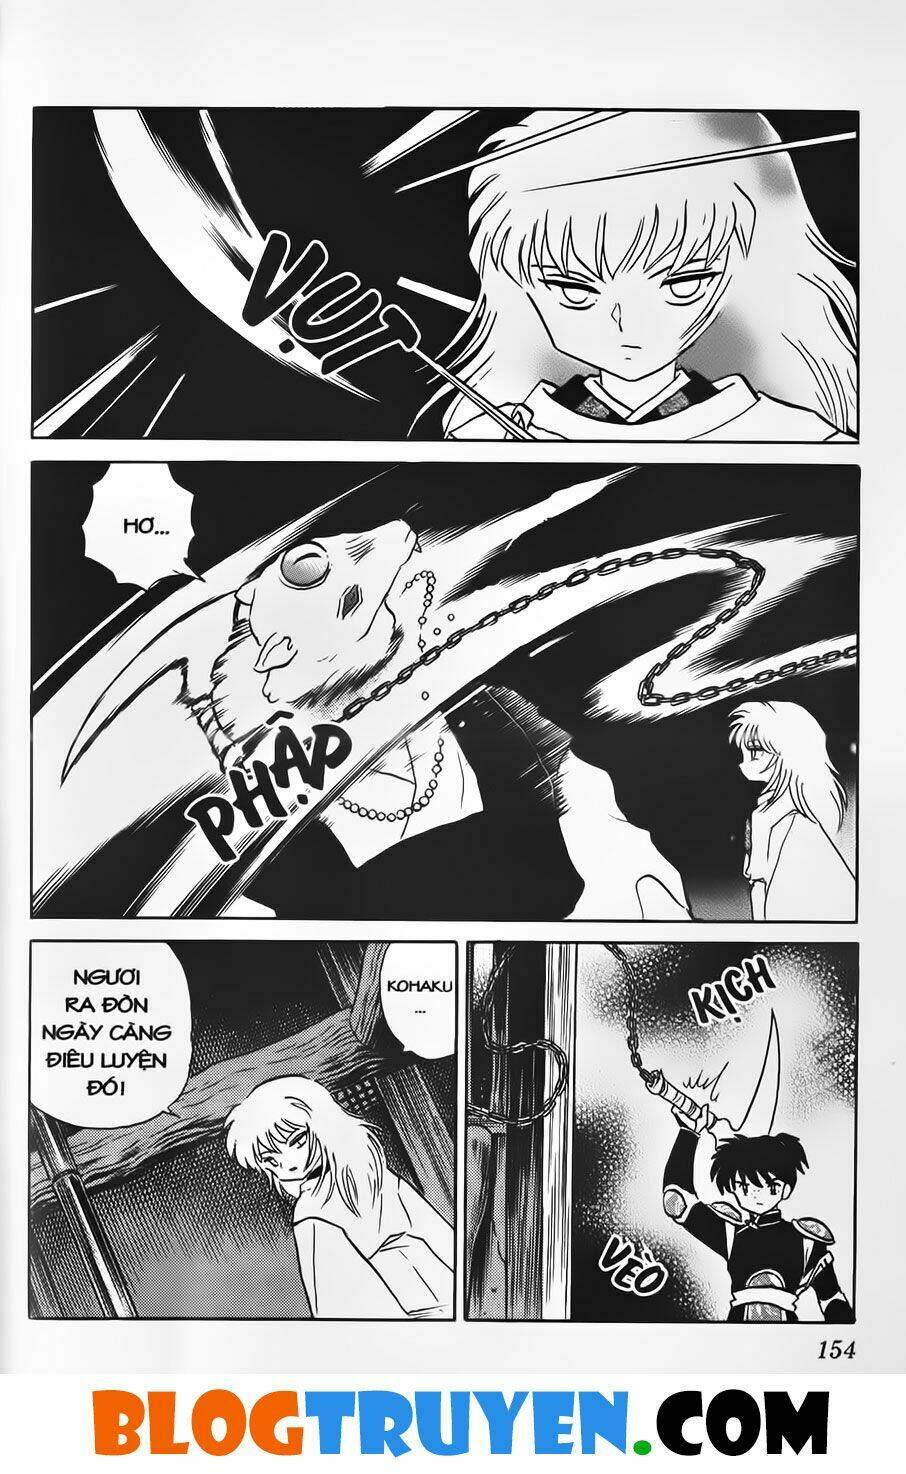 VỤT
HƠ...
PHẬP
KOHAKU
...
NGƯƠI
RA ĐÒN
NGÀY CÀNG
ĐIÊU LUYỆN
ĐÓ!
KỊCH
VÈO
154
BLOGTRUYEN.COM